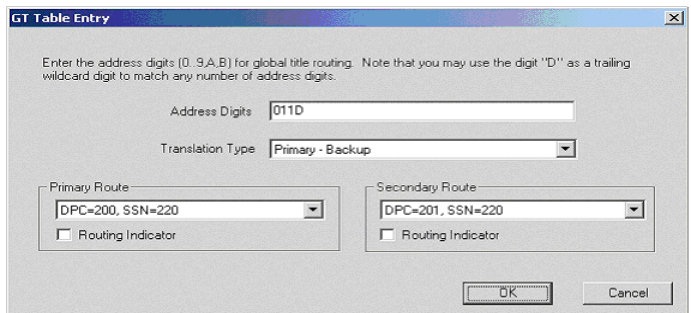 GT Table Entry
Enter the address digits (0..9,A,B) for global title routing. Note that you may use the digit "D" as a trailing
wildcard digit to match any number of address digits.
Address Digits 011D
Translation Type Primary - Backup
Primary Route Secondary Route
DPC=200, SSN=220 DPC=201, SSN=220
Routing Indicator Routing Indicator
OK Cancel